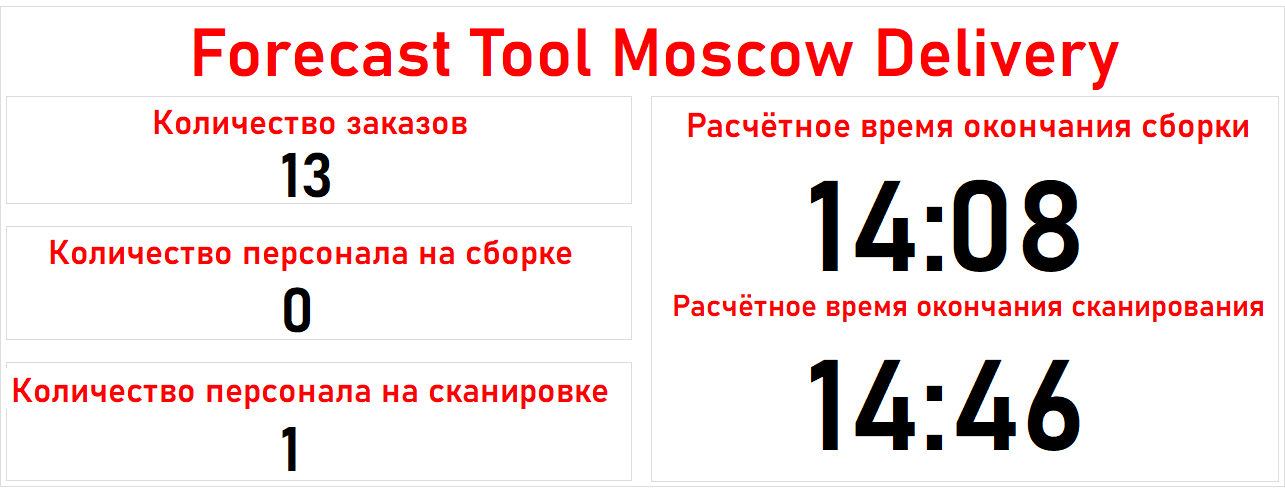 Forecast Tool Moscow Delivery
Количество заказов
13
Количество персонала на сборке
0
Количество персонала на сканировке
1
Расчётное время окончания сборки
14:08
Расчётное время окончания сканирования
14:46